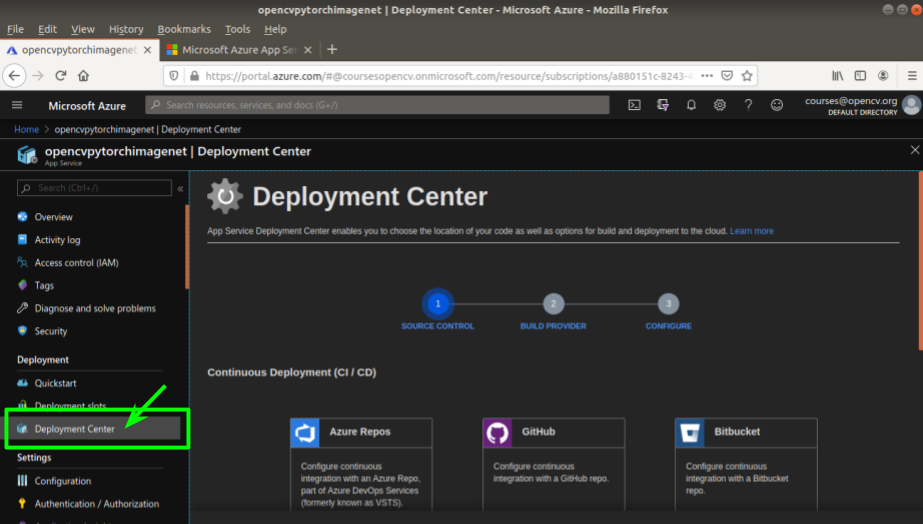 opencvpytorchimagenet | Deployment Center - Microsoft Azure - Mozilla Firefox
File Edit View History Bookmarks Tools Help
opencvpytorchimagenet
Microsoft Azure App Ser
https://portal.azure.com/#@coursesopencv.onmicrosoft.com/resource/subscriptions/a880151c-8243-
Microsoft Azure
Search resources, services, and docs (G+/)
courses@opencv.org
DEFAULT DIRECTORY
Home > opencvpytorchimagenet | Deployment Center
opencvpytorchimagenet | Deployment Center
App Service
Search (Ctrl+/)
Overview
Activity log
Access control (IAM)
Tags
Diagnose and solve problems
Security
Deployment
Quickstart
Deployment slots
Deployment Center
Settings
Configuration
Authentication / Authorization
Deployment Center
App Service Deployment Center enables you to choose the location of your code as well as options for build and deployment to the cloud. Learn more
1 2 3
SOURCE CONTROL BUILD PROVIDER CONFIGURE
Continuous Deployment (CI / CD)
Azure Repos
Configure continuous
integration with an Azure Repo,
part of Azure DevOps Services
(formerly known as VSTS).
GitHub
Configure continuous
integration with a GitHub repo.
Bitbucket
Configure continuous
integration with a Bitbucket
repo.